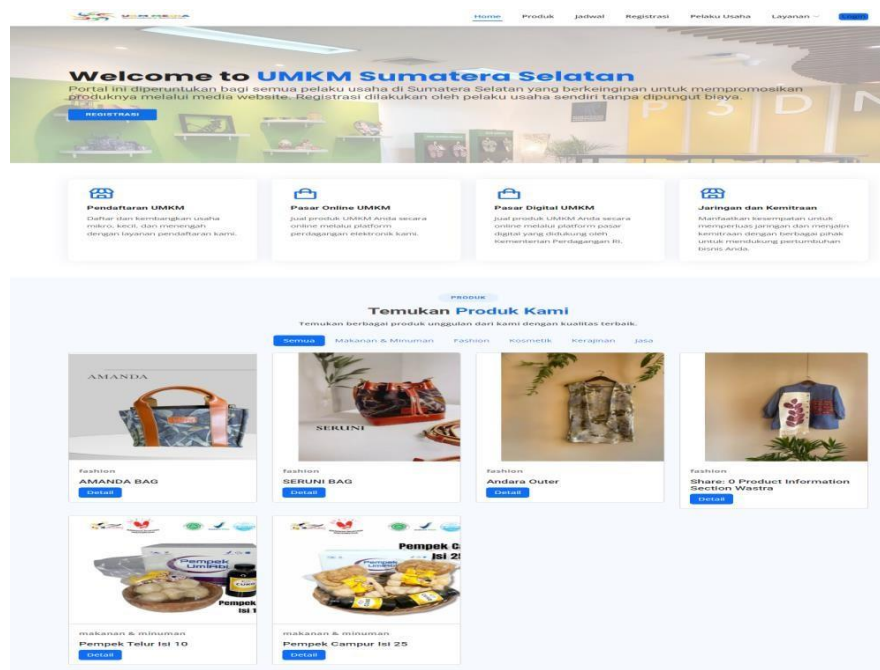 Home Produk Jadwal Registrasi Pelaku Usaha Layanan Login
Welcome to UMKM Sumatera Selatan
Portal ini diperuntukan bagi semua pelaku usaha di Sumatera Selatan yang berkeinginan untuk mempromosikan
produknya melalui media website. Registrasi dilakukan oleh pelaku usaha sendiri tanpa dipungut biaya.
REGISTRASI
P 3 D N
Pendaftaran UMKM
Daftar dan kembangkan usaha
mikro, kecil, dan menengah
dengan layanan pendaftaran kami.
Pasar Online UMKM
Jual produk UMKM Anda secara
online melalui platform
perdagangan elektronik kami.
Pasar Digital UMKM
Jual produk UMKM Anda secara
online melalui platform pasar
digital yang didukung oleh
Kementerian Perdagangan RI.
Jaringan dan Kemitraan
Manfaatkan kesempatan untuk
memperluas jaringan dan menjalin
kemitraan dengan berbagai pihak
untuk mendukung pertumbuhan
bisnis Anda.
PRODUK
Temukan Produk Kami
Temukan berbagai produk unggulan dari kami dengan kualitas terbaik.
Semua Makanan & Minuman Fashion Kosmetik Kerajinan Jasa
AMANDA
fashion
AMANDA BAG
Detail
SERUNI
fashion
SERUNI BAG
Detail
fashion
Andara Outer
Detail
fashion
Share: 0 Product Information
Section Wastra
Detail
Pempek
Pempek
Isi 1
makanan & minuman
Pempek Telur Isi 10
Detail
Pempek C
Isi 2
makanan & minuman
Pempek Campur Isi 25
Detail